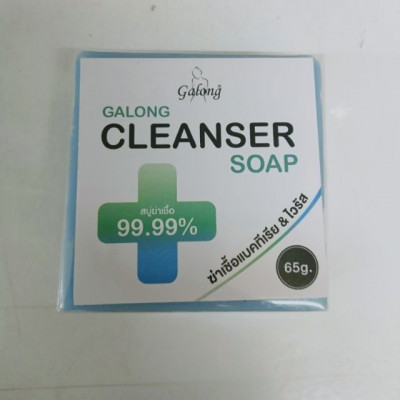 Galong
GALONG
CLEANSER
SOAP
สบู่ฆ่าเชื้อ
99.99%
ฆ่าเชื้อแบคทีเรีย & ไวรัส
65g.